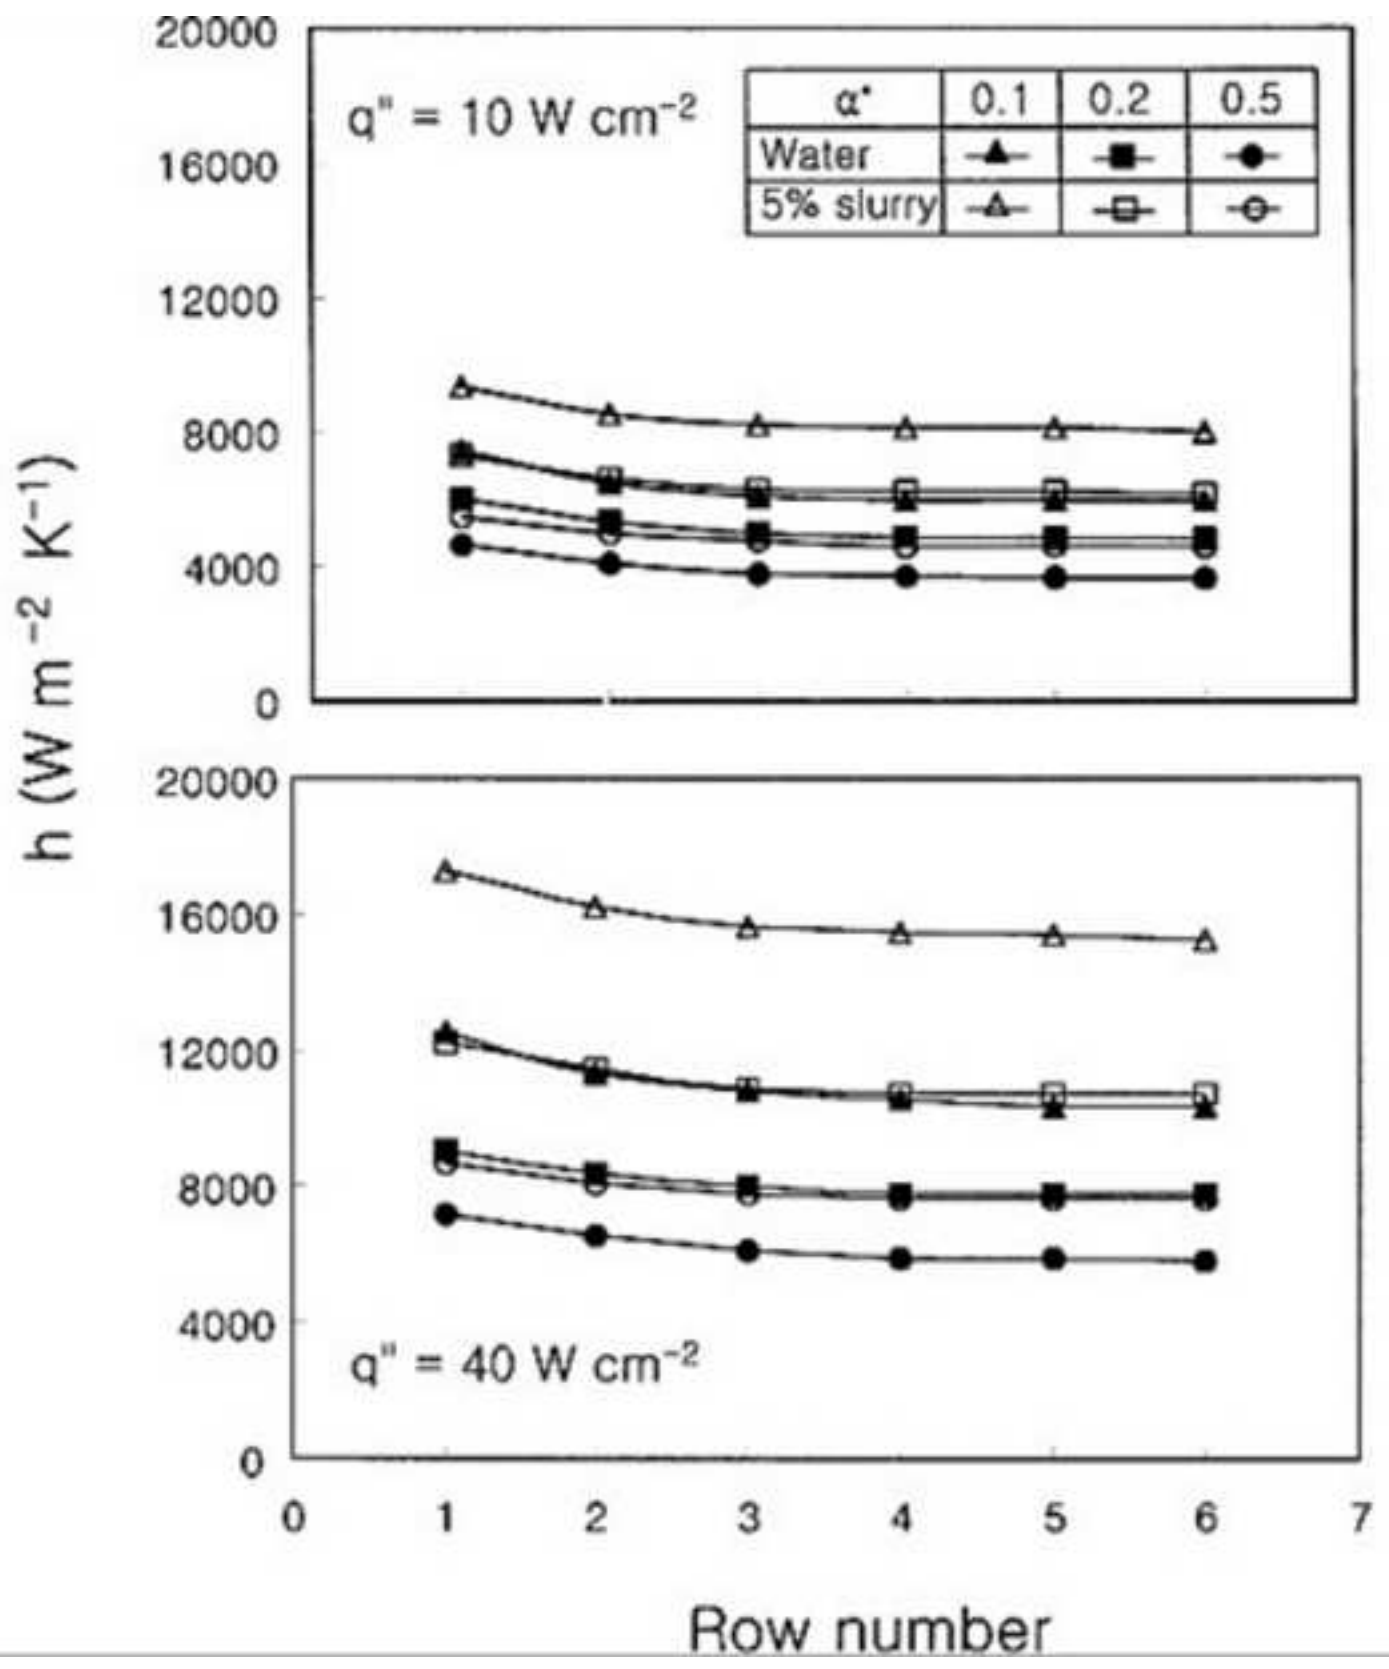 20000
q" = 10 W cm⁻²
α* 0.1 0.2 0.5
Water
5% slurry
16000
12000
8000
4000
0
h (W m⁻² K⁻¹)
20000
16000
12000
8000
4000
q" = 40 W cm⁻²
0
0 1 2 3 4 5 6 7
Row number